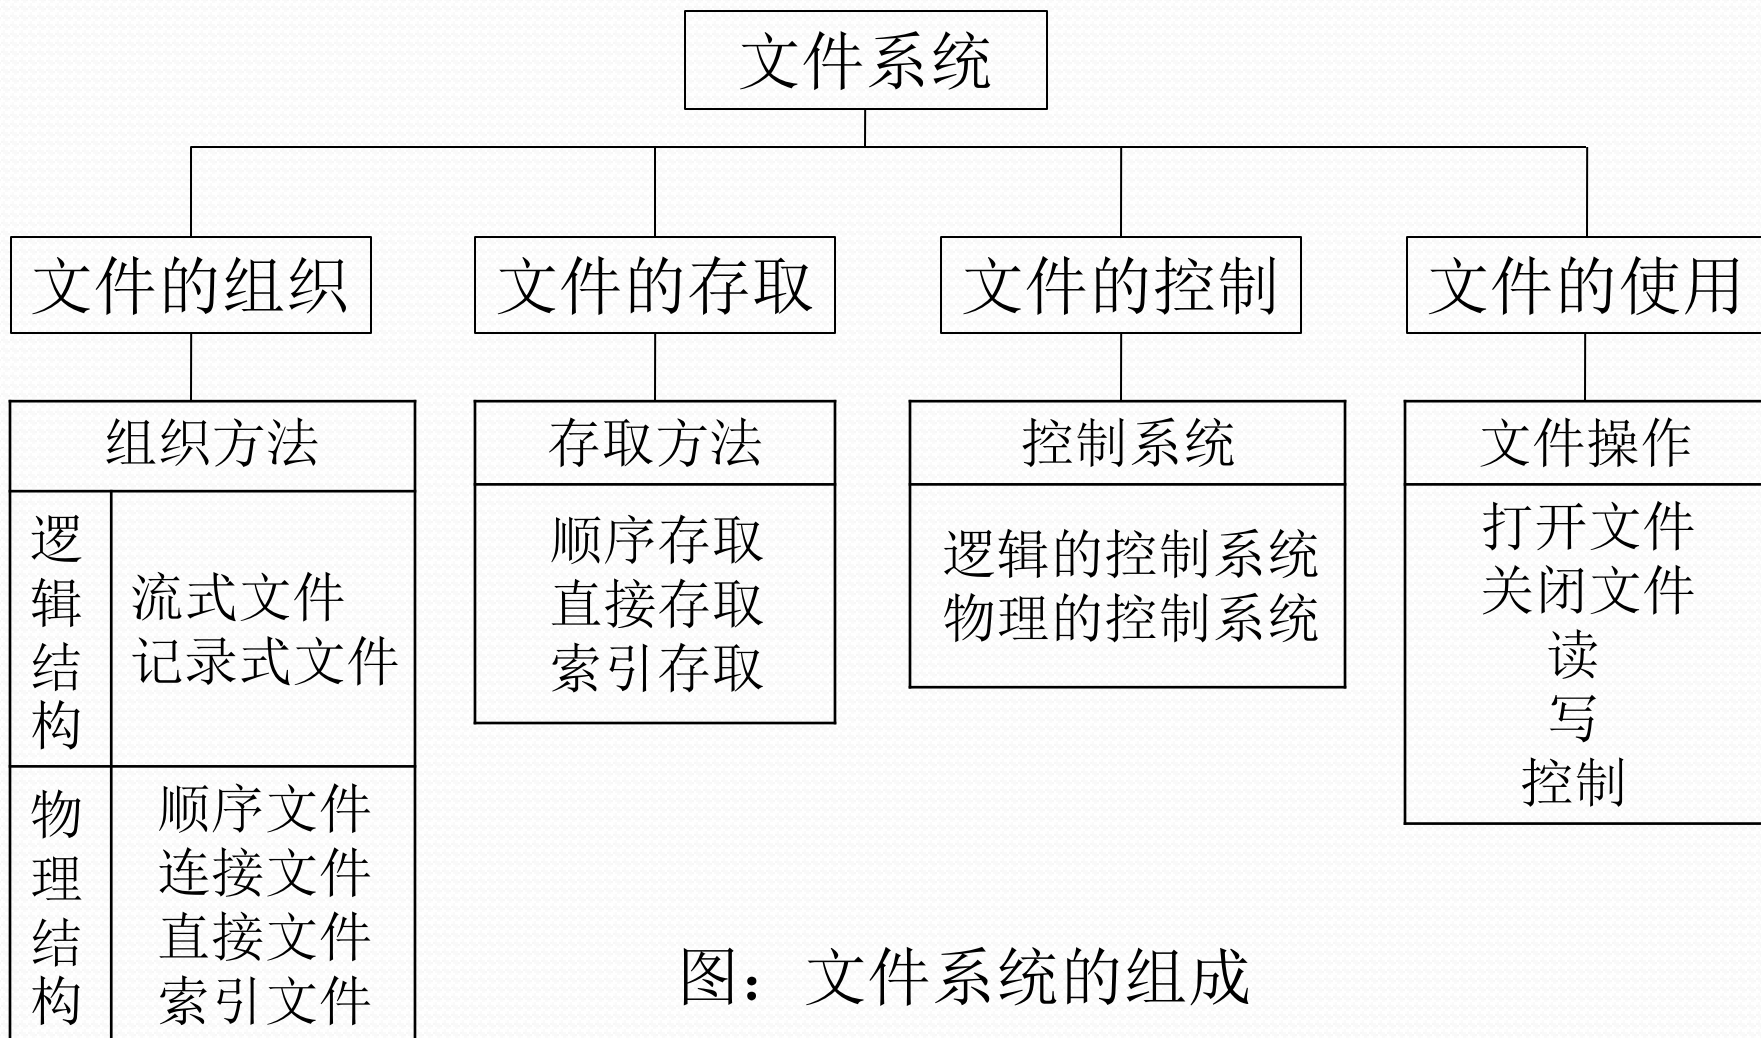 文件系统
文件的组织
文件的存取
文件的控制
文件的使用
组织方法
逻辑结构
流式文件
记录式文件
物理结构
顺序文件
连接文件
直接文件
索引文件
存取方法
顺序存取
直接存取
索引存取
控制系统
逻辑的控制系统
物理的控制系统
文件操作
打开文件
关闭文件
读
写
控制
图：文件系统的组成